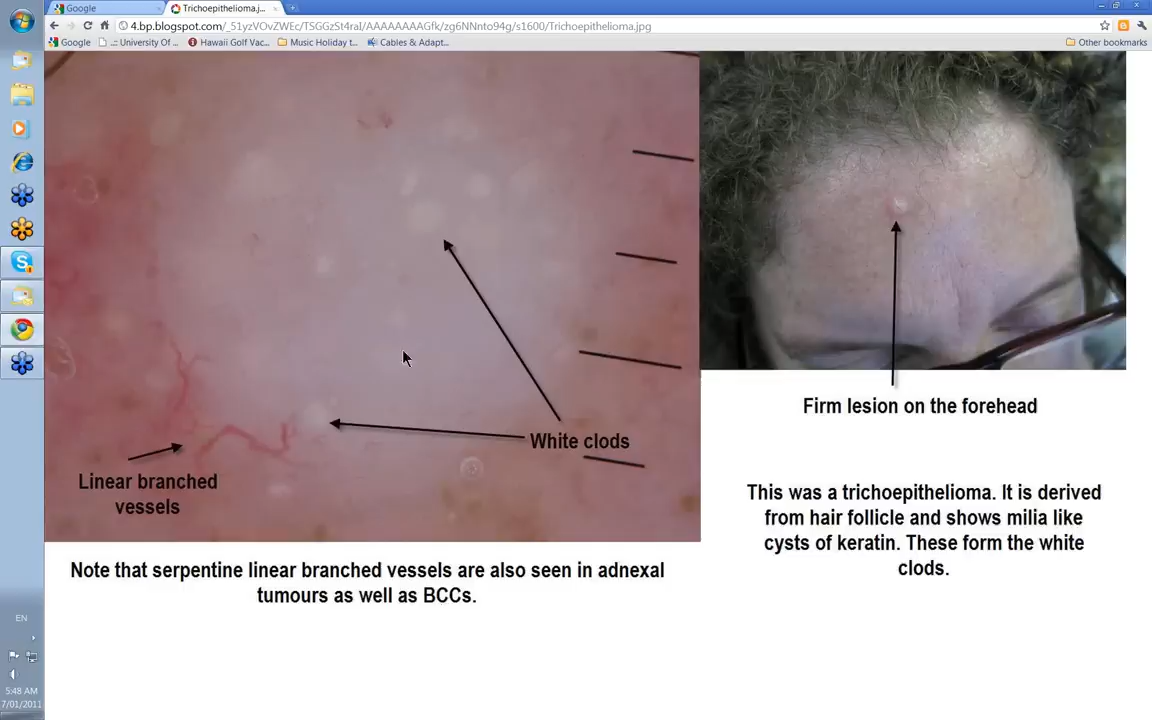 Google
Trichoepithelioma.j...
4.bp.blogspot.com/_51yzVOvZWEc/TSGGzSt4raI/AAAAAAAAGfk/zg6NNnto94g/s1600/Trichoepithelioma.jpg
Google
..:: University Of ...
Hawaii Golf Vac...
Music Holiday t...
Cables & Adapt...
Other bookmarks
White clods
Linear branched
vessels
Note that serpentine linear branched vessels are also seen in adnexal
tumours as well as BCCs.
Firm lesion on the forehead
This was a trichoepithelioma. It is derived
from hair follicle and shows milia like
cysts of keratin. These form the white
clods.
EN
5:48 AM
7/01/2011